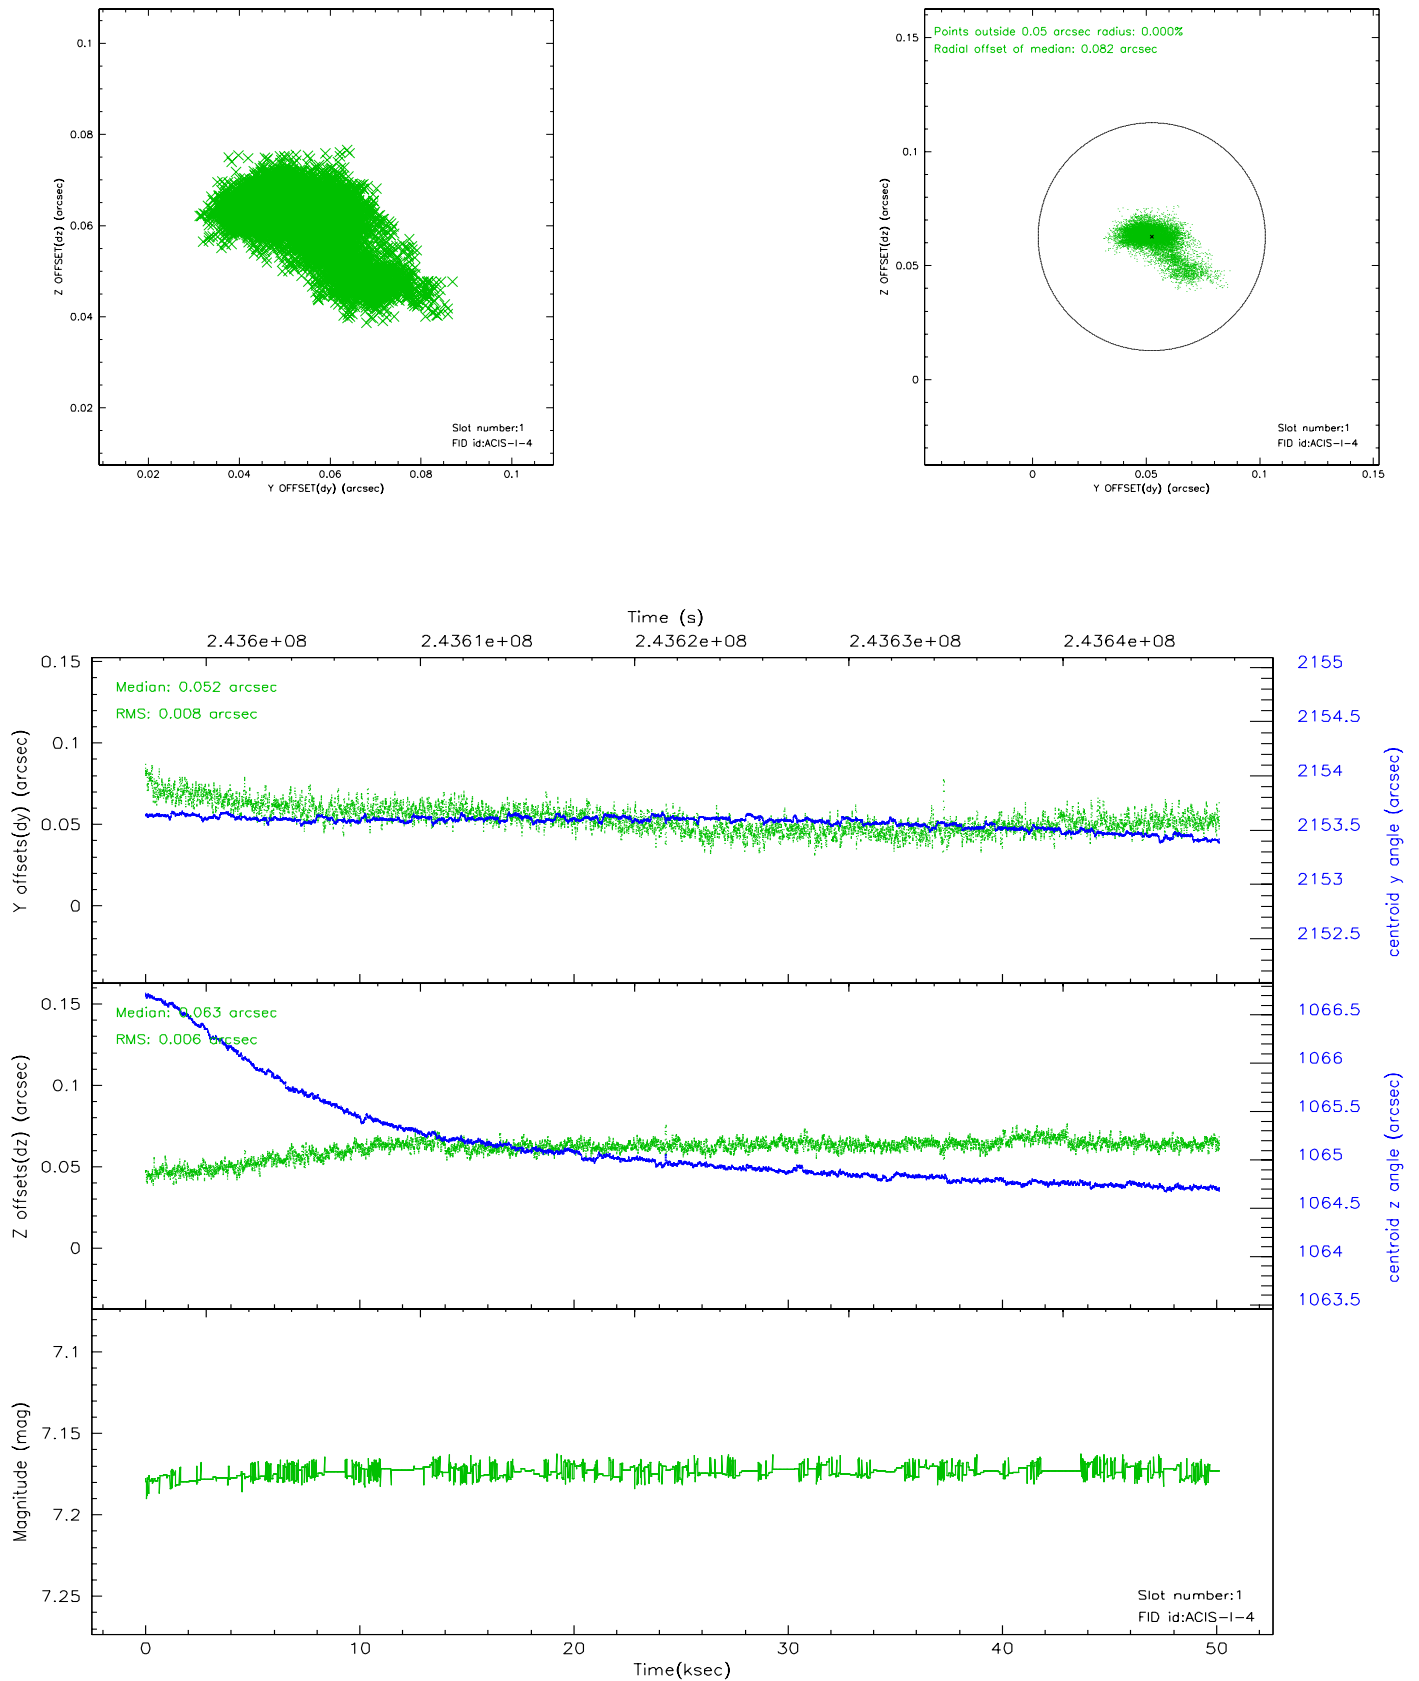 0.1
0.08
0.06
0.04
0.02
Z OFFSET(dz) (arcsec)
Slot number:1
FID id:ACIS-I-4
0.02 0.04 0.06 0.08 0.1
Y OFFSET(dy) (arcsec)
Points outside 0.05 arcsec radius: 0.000%
Radial offset of median: 0.082 arcsec
0.15
0.1
0.05
0
Z OFFSET(dz) (arcsec)
Slot number:1
FID id:ACIS-I-4
0 0.05 0.1 0.15
Y OFFSET(dy) (arcsec)
Time (s)
2.436e+08 2.4361e+08 2.4362e+08 2.4363e+08 2.4364e+08
Median: 0.052 arcsec
RMS: 0.008 arcsec
0.15
0.1
0.05
0
Y offsets(dy) (arcsec)
2155
2154.5
2154
2153.5
2153
2152.5
centroid y angle (arcsec)
Median: 0.063 arcsec
RMS: 0.006 arcsec
0.15
0.1
0.05
0
Z offsets(dz) (arcsec)
1066.5
1066
1065.5
1065
1064.5
1064
1063.5
centroid z angle (arcsec)
7.1
7.15
7.2
7.25
Magnitude (mag)
Slot number:1
FID id:ACIS-I-4
0 10 20 30 40 50
Time(ksec)